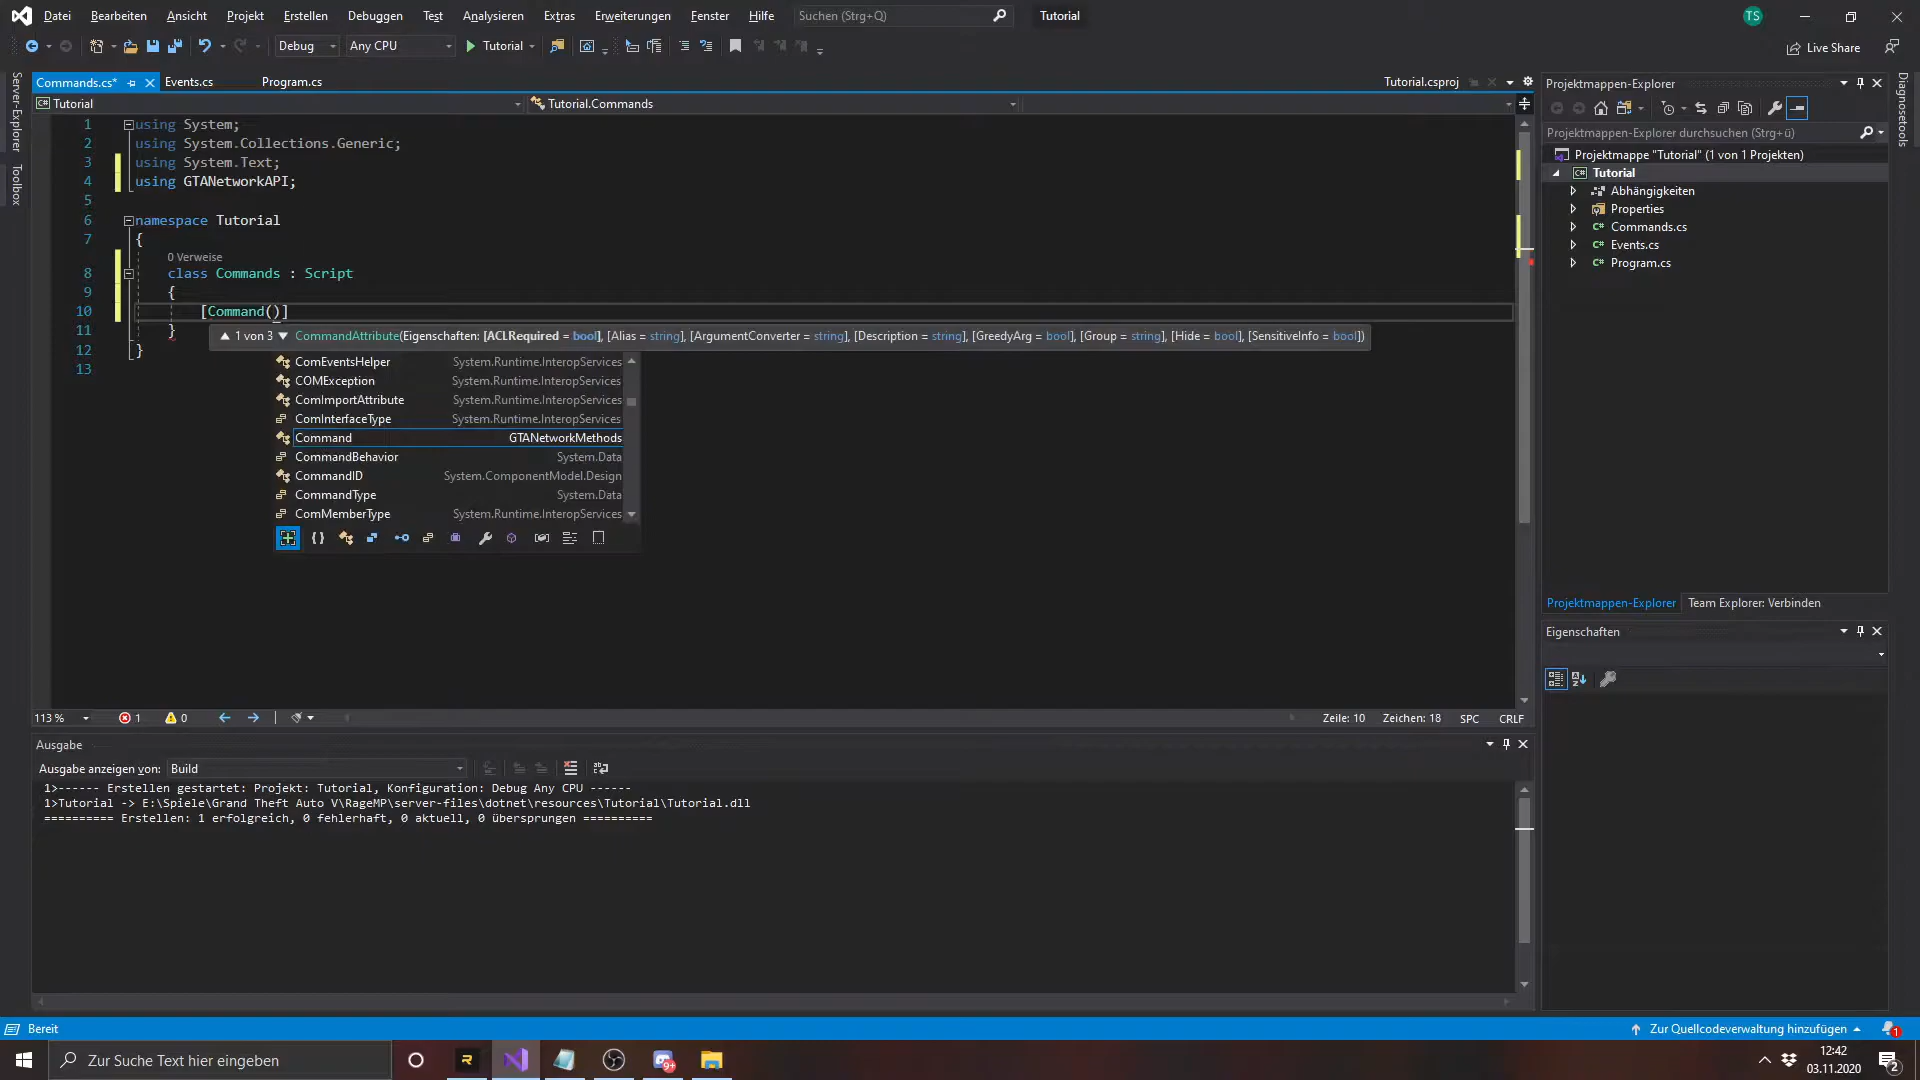 Datei Bearbeiten Ansicht Projekt Erstellen Debuggen Test Analysieren Extras Erweiterungen Fenster Hilfe Suchen (Strg+Q) Tutorial TS
Debug Any CPU Tutorial Live Share
Commands.cs* Events.cs Program.cs Tutorial.csproj
Tutorial Tutorial.Commands
Server-Explorer
Toolbox
1 using System;
2 using System.Collections.Generic;
3 using System.Text;
4 using GTANetworkAPI;
5
6 namespace Tutorial
7 {
0 Verweise
8 class Commands : Script
9 {
10 [Command()]
11 }
12 }
13
1 von 3 CommandAttribute(Eigenschaften: [ACLRequired = bool], [Alias = string], [ArgumentConverter = string], [Description = string], [GreedyArg = bool], [Group = string], [Hide = bool], [SensitiveInfo = bool])
ComEventsHelper System.Runtime.InteropServices
COMException System.Runtime.InteropServices
ComImportAttribute System.Runtime.InteropServices
ComInterfaceType System.Runtime.InteropServices
Command GTANetworkMethods
CommandBehavior System.Data
CommandID System.ComponentModel.Design
CommandType System.Data
ComMemberType System.Runtime.InteropServices
113 % 1 0 Zeile: 10 Zeichen: 18 SPC CRLF
Ausgabe
Ausgabe anzeigen von: Build
1>------ Erstellen gestartet: Projekt: Tutorial, Konfiguration: Debug Any CPU ------
1>Tutorial -> E:\Spiele\Grand Theft Auto V\RageMP\server-files\dotnet\resources\Tutorial\Tutorial.dll
========== Erstellen: 1 erfolgreich, 0 fehlerhaft, 0 aktuell, 0 übersprungen ==========
Projektmappen-Explorer
Projektmappen-Explorer durchsuchen (Strg+ü)
Projektmappe "Tutorial" (1 von 1 Projekten)
Tutorial
Abhängigkeiten
Properties
Commands.cs
Events.cs
Program.cs
Projektmappen-Explorer Team Explorer: Verbinden
Eigenschaften
Diagnosetools
Bereit Zur Quellcodeverwaltung hinzufügen 1
Zur Suche Text hier eingeben R 9+ 12:42
03.11.2020 2